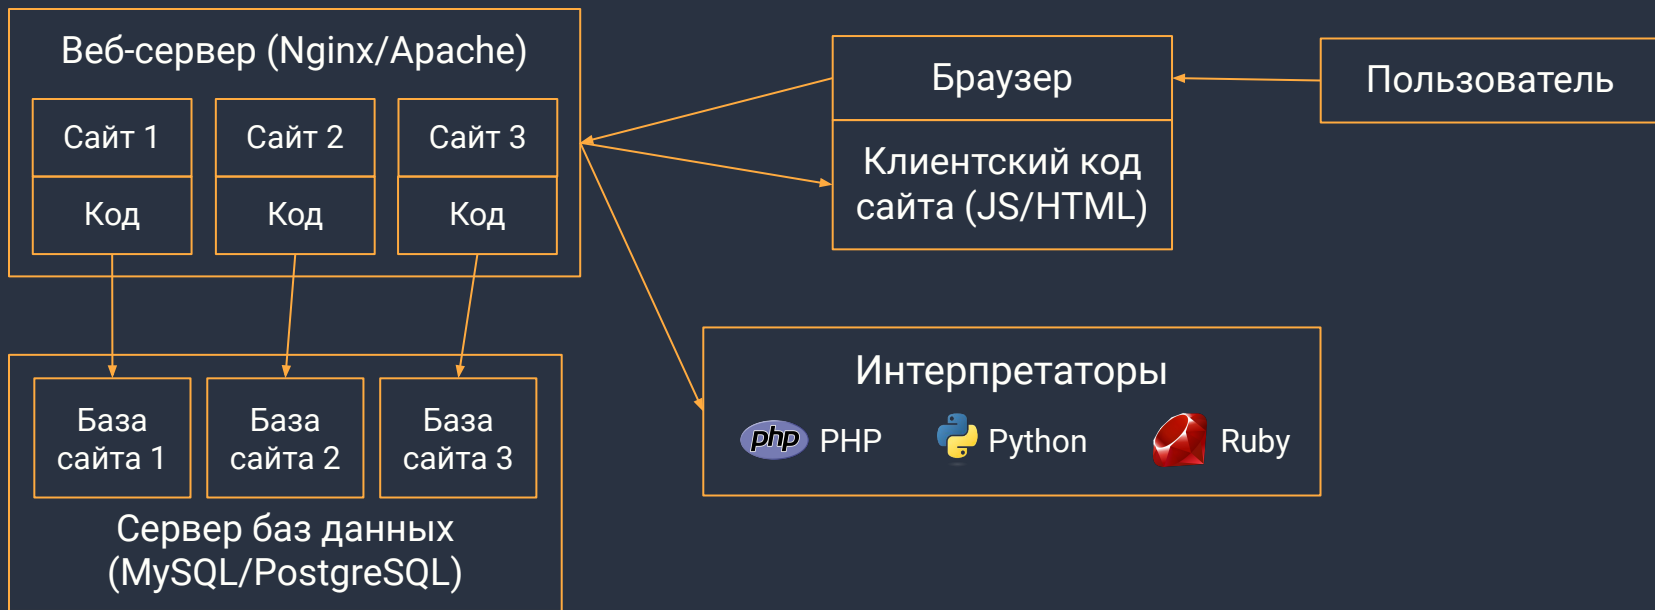 Веб-сервер (Nginx/Apache)
Сайт 1
Сайт 2
Сайт 3
Код
Код
Код
Браузер
Клиентский код
сайта (JS/HTML)
Пользователь
База
сайта 1
База
сайта 2
База
сайта 3
Сервер баз данных
(MySQL/PostgreSQL)
Интерпретаторы
php PHP
Python
Ruby